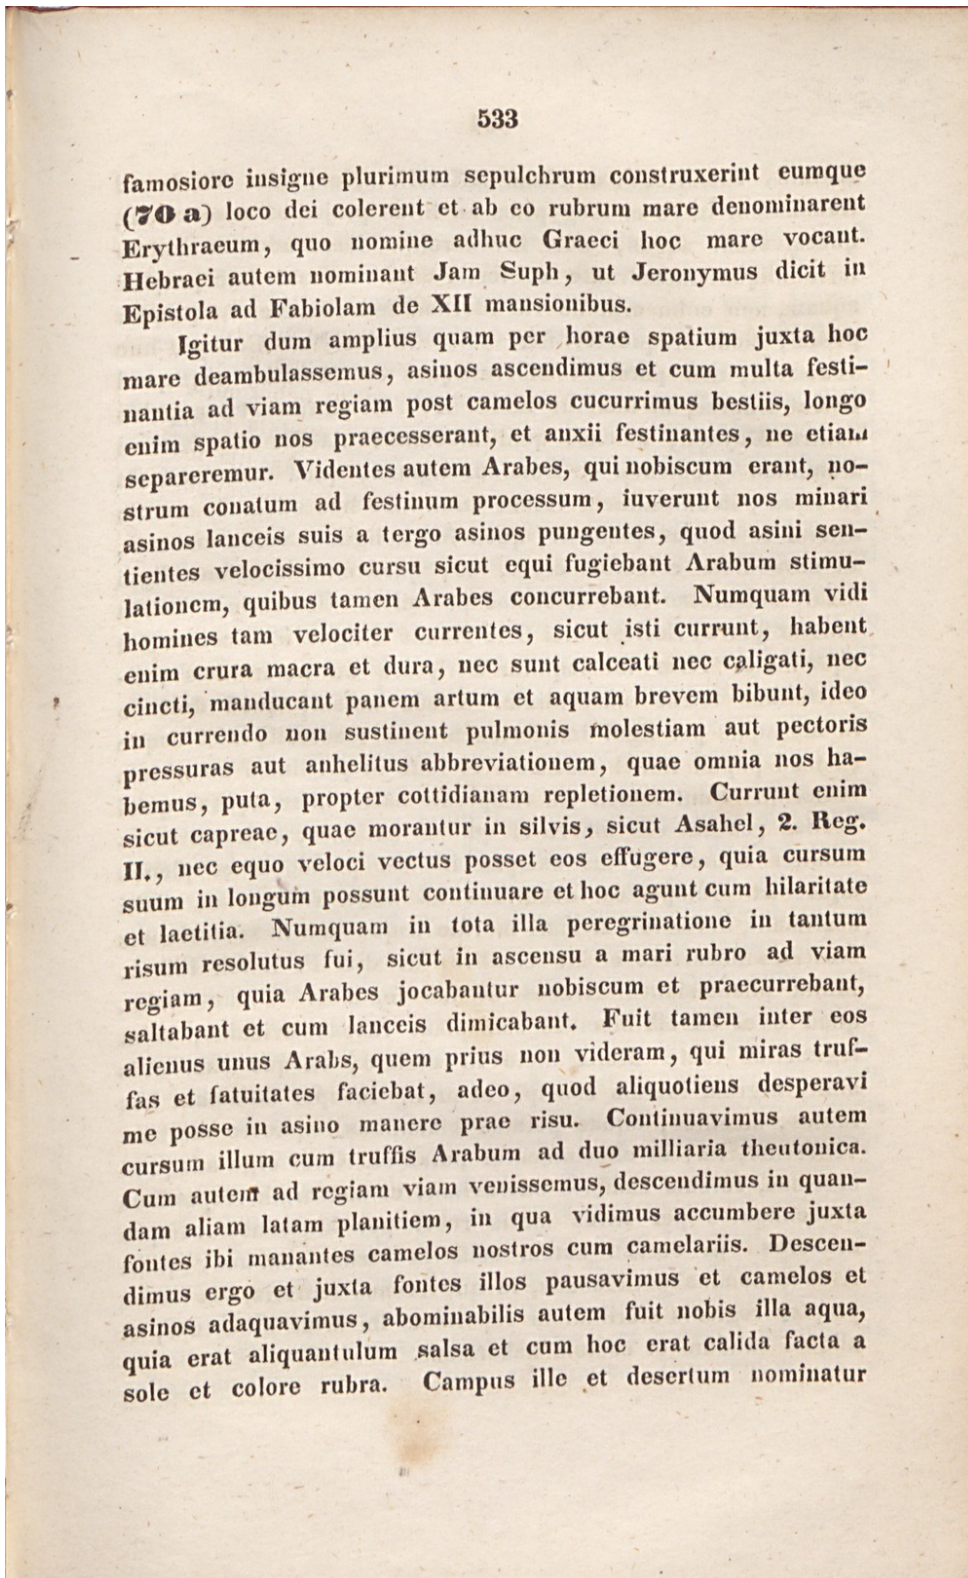 533
famosiore insigne plurimum sepulchrum construxerint eumque
(70 a) loco dei colerent et ab eo rubrum mare denominarent
Erythraeum, quo nomine adhuc Graeci hoc mare vocant.
Hebraei autem nominant Jam Suph, ut Jeronymus dicit in
Epistola ad Fabiolam de XII mansionibus.
Igitur dum amplius quam per horae spatium juxta hoc
mare deambulassemus, asinos ascendimus et cum multa festi-
nantia ad viam regiam post camelos cucurrimus bestiis, longo
enim spatio nos praecesserant, et anxii festinantes, ne etiam
separeremur. Videntes autem Arabes, qui nobiscum erant, no-
strum conatum ad festinum processum, iuverunt nos minari
asinos lanceis suis a tergo asinos pungentes, quod asini sen-
tientes velocissimo cursu sicut equi fugiebant Arabum stimu-
lationem, quibus tamen Arabes concurrebant. Numquam vidi
homines tam velociter currentes, sicut isti currunt, habent
enim crura macra et dura, nec sunt calceati nec caligati, nec
cincti, manducant panem artum et aquam brevem bibunt, ideo
in currendo non sustinent pulmonis molestiam aut pectoris
pressuras aut anhelitus abbreviationem, quae omnia nos ha-
bemus, puta, propter cottidianam repletionem. Currunt enim
sicut capreae, quae morantur in silvis, sicut Asahel, 2. Reg.
II., nec equo veloci vectus posset eos effugere, quia cursum
suum in longum possunt continuare et hoc agunt cum hilaritate
et laetitia. Numquam in tota illa peregrinatione in tantum
risum resolutus fui, sicut in ascensu a mari rubro ad viam
regiam, quia Arabes jocabantur nobiscum et praecurrebant,
saltabant et cum lanceis dimicabant. Fuit tamen inter eos
alienus unus Arabs, quem prius non videram, qui miras truf-
fas et fatuitates faciebat, adeo, quod aliquotiens desperavi
me posse in asino manere prae risu. Continuavimus autem
cursum illum cum truffis Arabum ad duo milliaria theutonica.
Cum autem ad regiam viam venissemus, descendimus in quan-
dam aliam latam planitiem, in qua vidimus accumbere juxta
fontes ibi manantes camelos nostros cum camelariis. Descen-
dimus ergo et juxta fontes illos pausavimus et camelos et
asinos adaquavimus, abominabilis autem fuit nobis illa aqua,
quia erat aliquantulum salsa et cum hoc erat calida facta a
sole et colore rubra. Campus ille et desertum nominatur